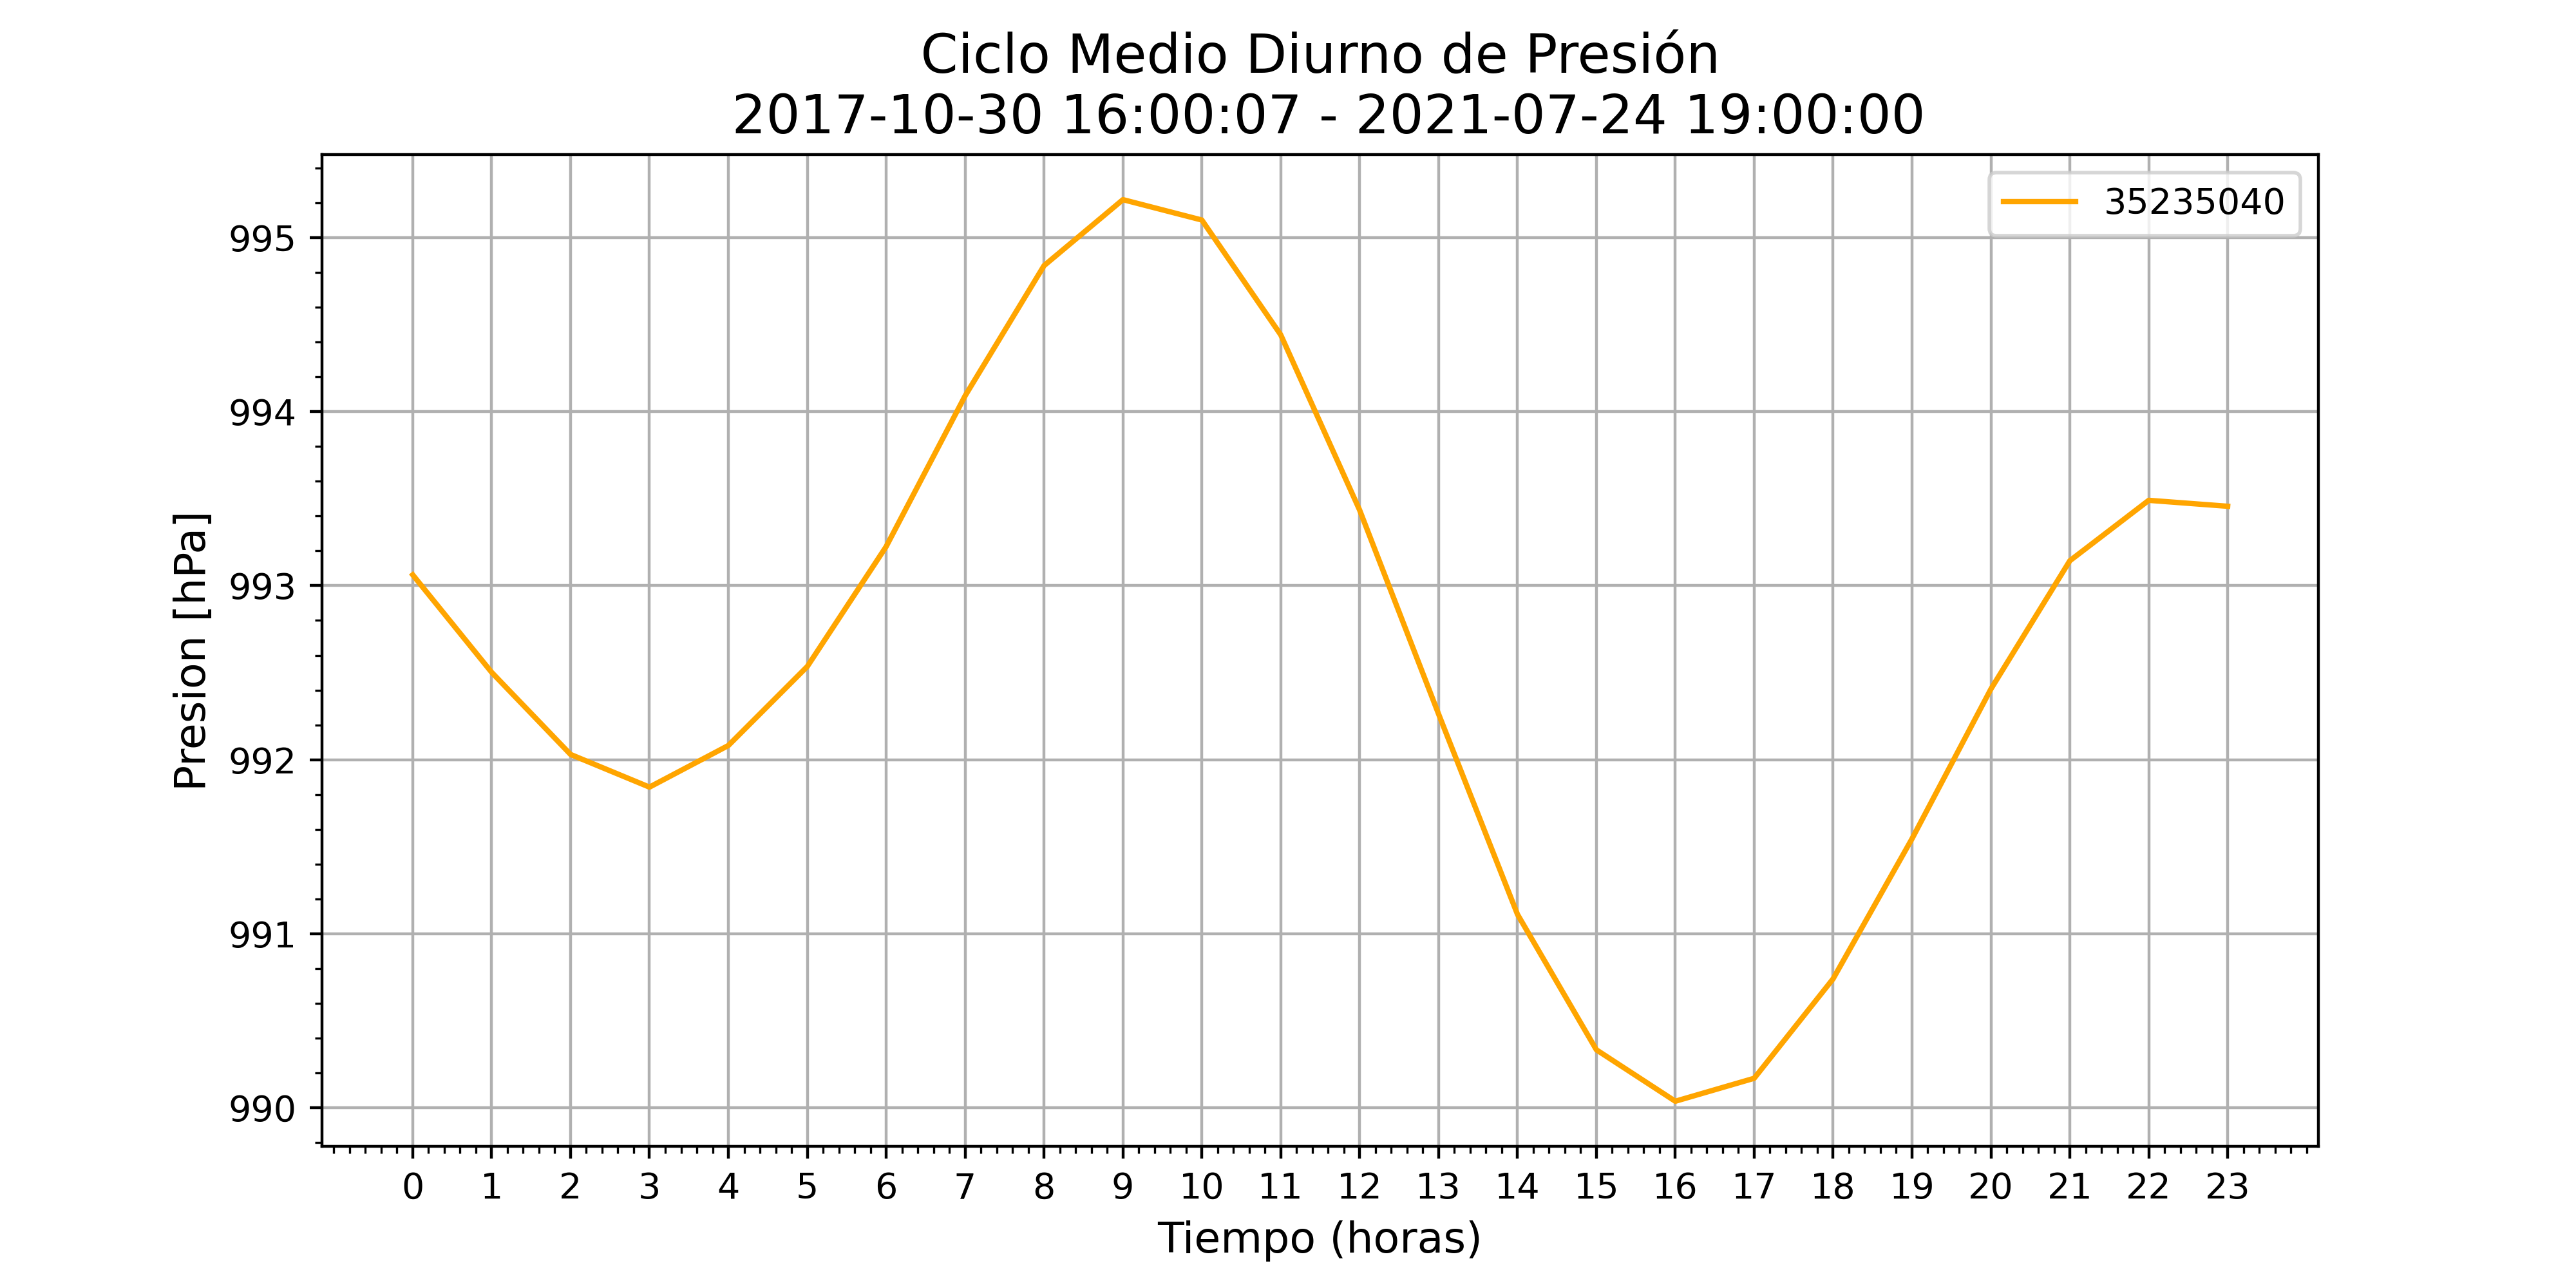 Ciclo Medio Diurno de Presión
2017-10-30 16:00:07 - 2021-07-24 19:00:00
35235040
995
994
993
992
991
990
Presion [hPa]
0 1 2 3 4 5 6 7 8 9 10 11 12 13 14 15 16 17 18 19 20 21 22 23
Tiempo (horas)